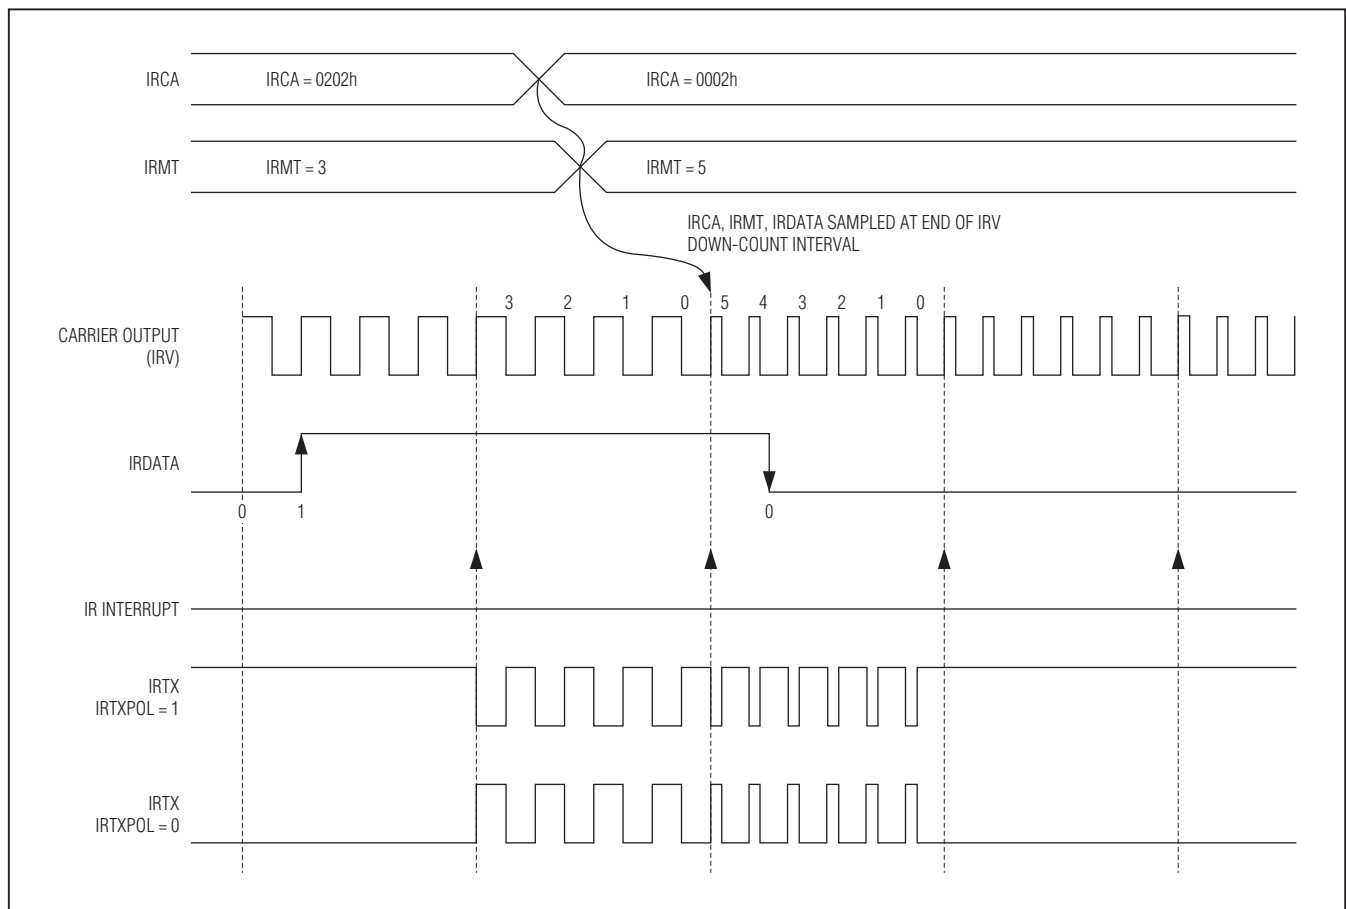 IRCA
IRCA = 0202h
IRCA = 0002h
IRMT
IRMT = 3
IRMT = 5
IRCA, IRMT, IRDATA SAMPLED AT END OF IRV
DOWN-COUNT INTERVAL
3 2 1 0 5 4 3 2 1 0
CARRIER OUTPUT
(IRV)
IRDATA
0 1 0
IR INTERRUPT
IRTX
IRTXPOL = 1
IRTX
IRTXPOL = 0